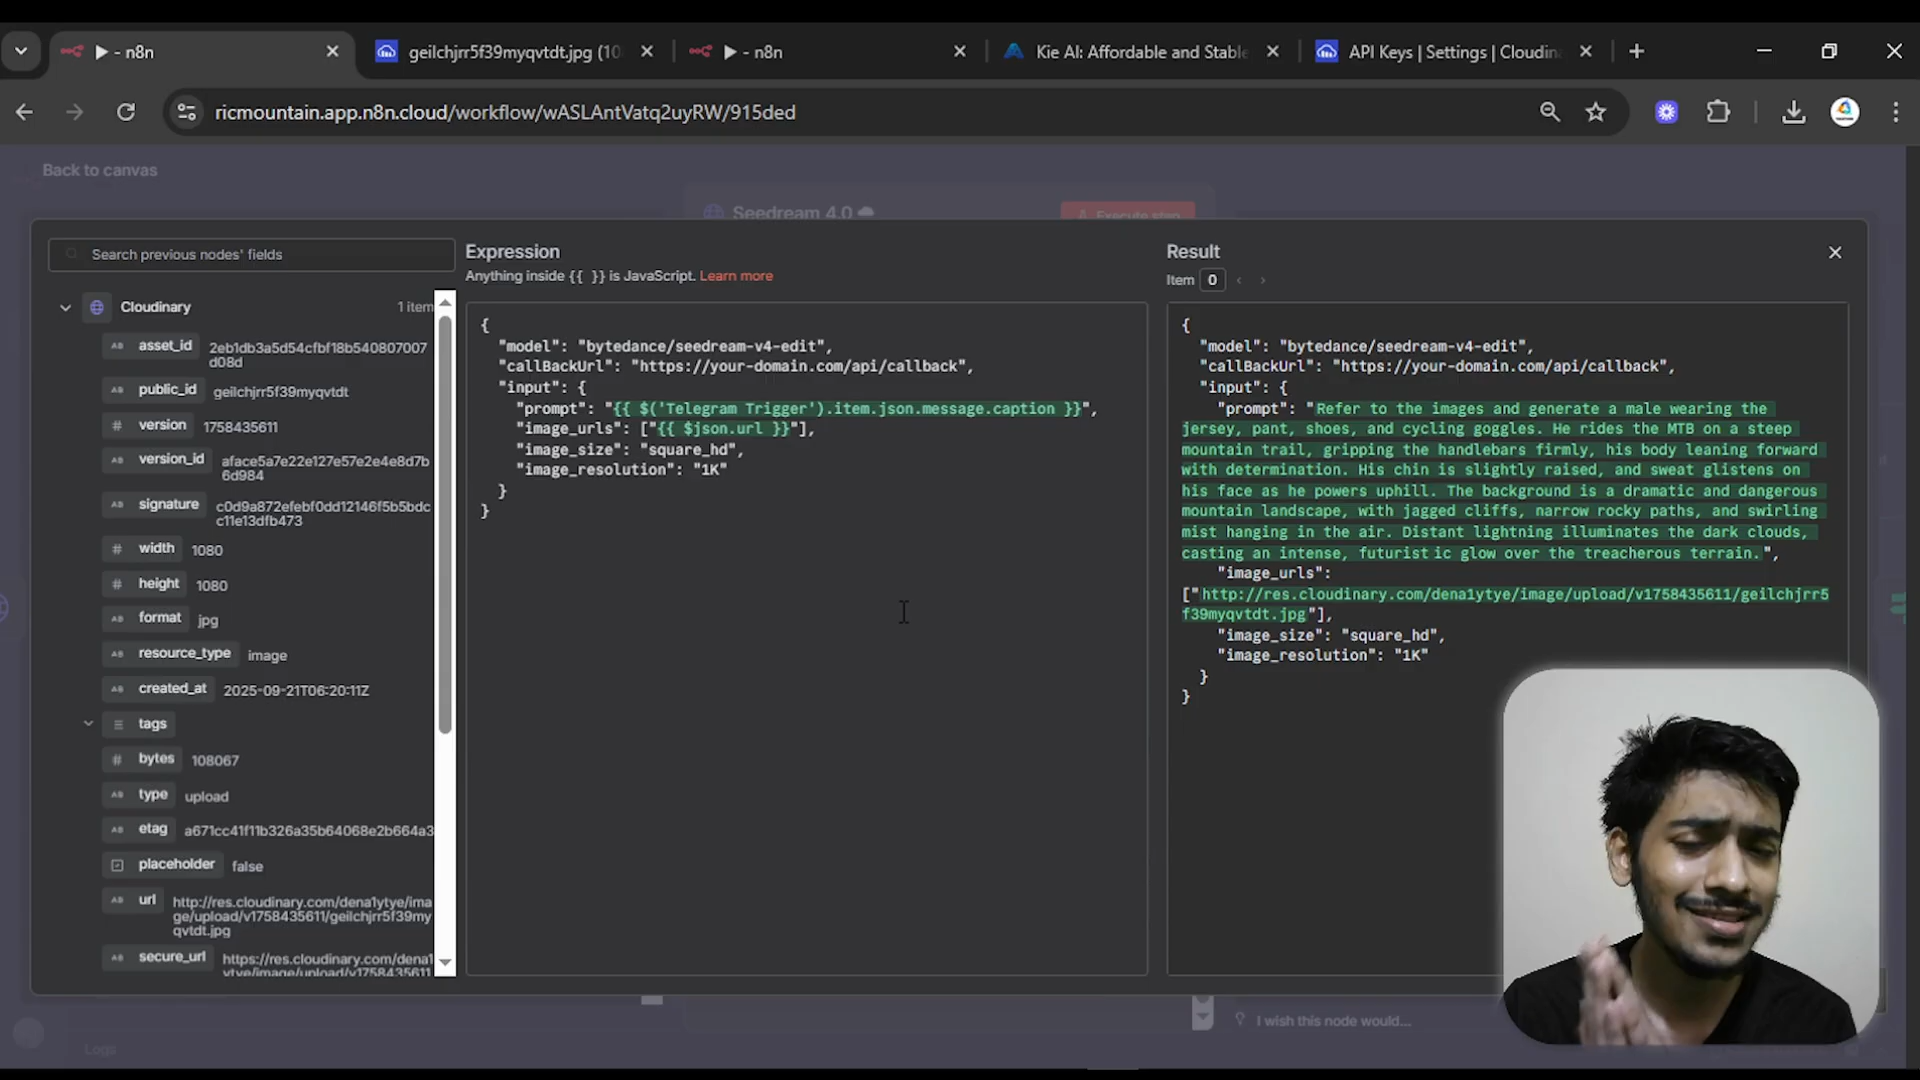 ▶ - n8n
geilchjrr5f39myqvtdt.jpg (10
▶ - n8n
Kie AI: Affordable and Stable
API Keys | Settings | Cloudin
ricmountain.app.n8n.cloud/workflow/wASLAntVatq2uyRW/915ded
Back to canvas
Seedream 4.0
Execute step
Search previous nodes' fields
Cloudinary
1 item
asset_id
2eb1db3a5d54cfbf18b540807007
d08d
public_id
geilchjrr5f39myqvtdt
version
1758435611
version_id
aface5a7e22e127e57e2e4e8d7b
6d984
signature
c0d9a872efebf0dd12146f5b5bdc
c11e13dfb473
width
1080
height
1080
format
jpg
resource_type
image
created_at
2025-09-21T06:20:11Z
tags
bytes
108067
type
upload
etag
a671cc41f11b326a35b64068e2b664a3
placeholder
false
url
http://res.cloudinary.com/dena1ytye/ima
ge/upload/v1758435611/geilchjrr5f39my
qvtdt.jpg
secure_url
https://res.cloudinary.com/dena1
ytye/image/upload/v1758435611
Expression
Anything inside {{ }} is JavaScript. Learn more
{
"model": "bytedance/seedream-v4-edit",
"callBackUrl": "https://your-domain.com/api/callback",
"input": {
"prompt": "{{ $('Telegram Trigger').item.json.message.caption }}",
"image_urls": ["{{ $json.url }}"],
"image_size": "square_hd",
"image_resolution": "1K"
}
}
Result
Item 0
{
"model": "bytedance/seedream-v4-edit",
"callBackUrl": "https://your-domain.com/api/callback",
"input": {
"prompt": "Refer to the images and generate a male wearing the
jersey, pant, shoes, and cycling goggles. He rides the MTB on a steep
mountain trail, gripping the handlebars firmly, his body leaning forward
with determination. His chin is slightly raised, and sweat glistens on
his face as he powers uphill. The background is a dramatic and dangerous
mountain landscape, with jagged cliffs, narrow rocky paths, and swirling
mist hanging in the air. Distant lightning illuminates the dark clouds,
casting an intense, futuristic glow over the treacherous terrain.",
"image_urls":
["http://res.cloudinary.com/dena1ytye/image/upload/v1758435611/geilchjrr5
f39myqvtdt.jpg"],
"image_size": "square_hd",
"image_resolution": "1K"
}
}
I wish this node would...
Logs